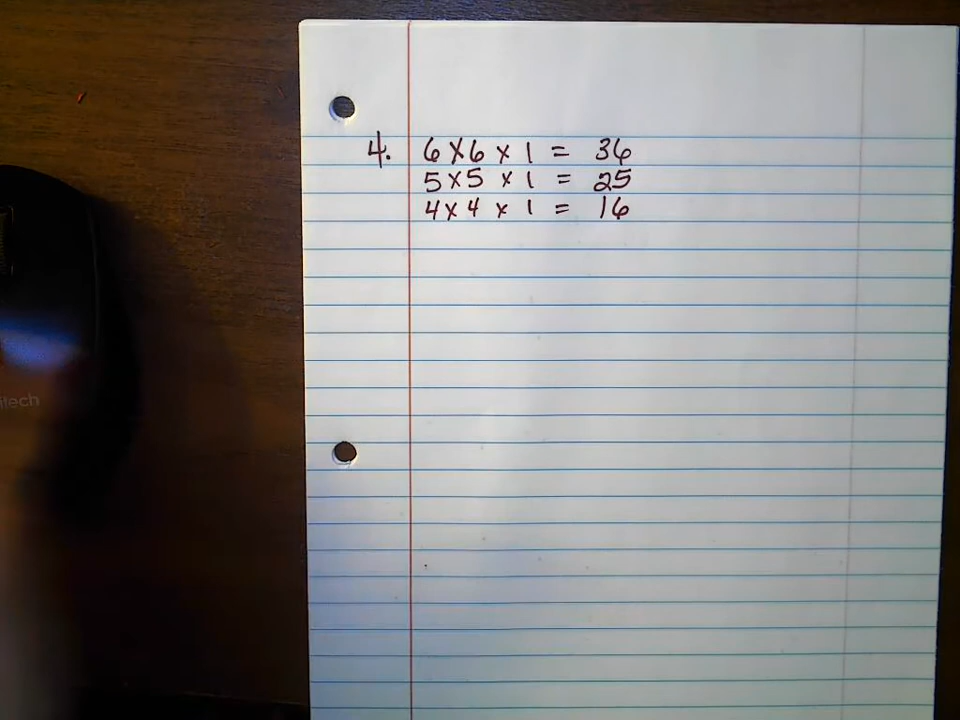 4. 6 x 6 x 1 = 36
5 x 5 x 1 = 25
4 x 4 x 1 = 16